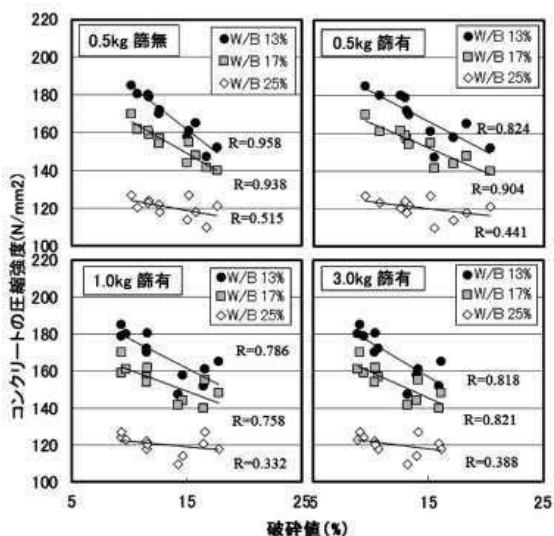 コンクリートの圧縮強度(N/mm2)
220
200
180
160
140
120
100
0.5kg 篩無
W/B 13%
W/B 17%
W/B 25%
R=0.958
R=0.938
R=0.515
0.5kg 篩有
W/B 13%
W/B 17%
W/B 25%
R=0.824
R=0.904
R=0.441
220
200
180
160
140
120
100
1.0kg 篩有
W/B 13%
W/B 17%
W/B 25%
R=0.786
R=0.758
R=0.332
3.0kg 篩有
W/B 13%
W/B 17%
W/B 25%
R=0.818
R=0.821
R=0.388
5 15 25 5 15 25
破砕値(%)